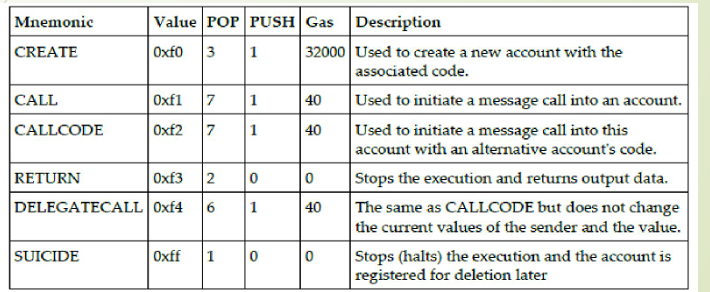 Mnemonic Value POP PUSH Gas Description
CREATE 0xf0 3 1 32000 Used to create a new account with the
associated code.
CALL 0xf1 7 1 40 Used to initiate a message call into an account.
CALLCODE 0xf2 7 1 40 Used to initiate a message call into this
account with an alternative account's code.
RETURN 0xf3 2 0 0 Stops the execution and returns output data.
DELEGATECALL 0xf4 6 1 40 The same as CALLCODE but does not change
the current values of the sender and the value.
SUICIDE 0xff 1 0 0 Stops (halts) the execution and the account is
registered for deletion later